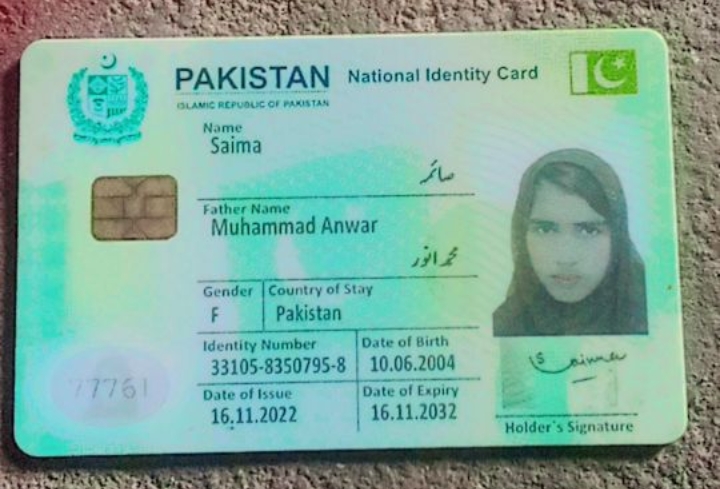 PAKISTAN National Identity Card
ISLAMIC REPUBLIC OF PAKISTAN
Name
Saima
صائمہ
Father Name
Muhammad Anwar
محمد انور
Gender Country of Stay
F Pakistan
Identity Number Date of Birth
33105-8350795-8 10.06.2004
Date of Issue Date of Expiry
16.11.2022 16.11.2032
77761
Saima
Holder's Signature